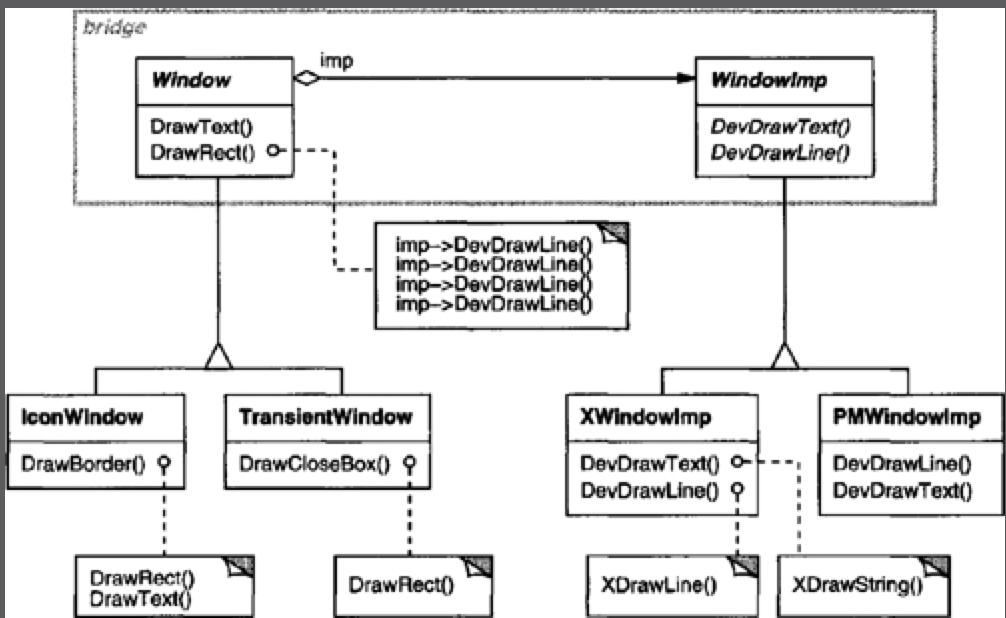 bridge
imp
Window
DrawText()
DrawRect()
WindowImp
DevDrawText()
DevDrawLine()
imp->DevDrawLine()
imp->DevDrawLine()
imp->DevDrawLine()
imp->DevDrawLine()
IconWindow
DrawBorder()
TransientWindow
DrawCloseBox()
XWindowImp
DevDrawText()
DevDrawLine()
PMWindowImp
DevDrawLine()
DevDrawText()
DrawRect()
DrawText()
DrawRect()
XDrawLine()
XDrawString()